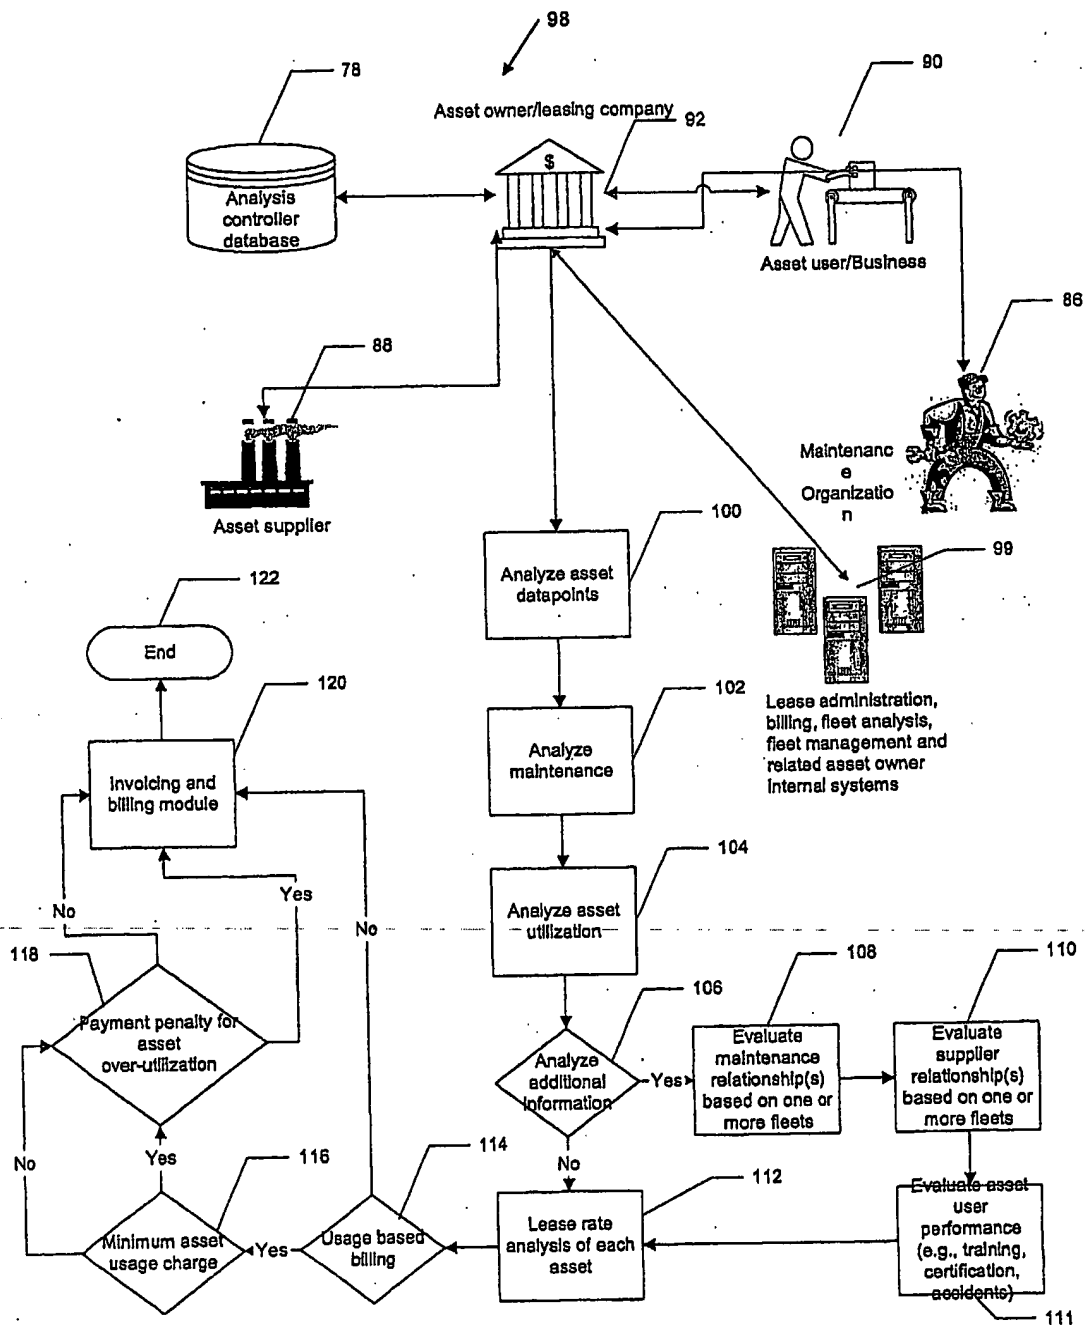 98
78
90
Asset owner/leasing company
92
$
Analysis
controller
database
Asset user/Business
86
88
Maintenanc
e
Organizatio
n
Asset supplier
100
99
122
Analyze asset
datapoints
End
120
102
Lease administration,
billing, fleet analysis,
fleet management and
related asset owner
internal systems
Invoicing and
billing module
Analyze
maintenance
104
Yes
No
No
Analyze asset
utilization
118
108
110
106
Payment penalty for
asset
over-utilization
Analyze
additional
information
Yes
Evaluate
maintenance
relationship(s)
based on one or
more fleets
Evaluate
supplier
relationship(s)
based on one or
more fleets
No
Yes
116
114
No
112
Minimum asset
usage charge
Yes
Usage based
billing
Lease rate
analysis of each
asset
Evaluate asset
user
performance
(e.g., training,
certification,
accidents)
111